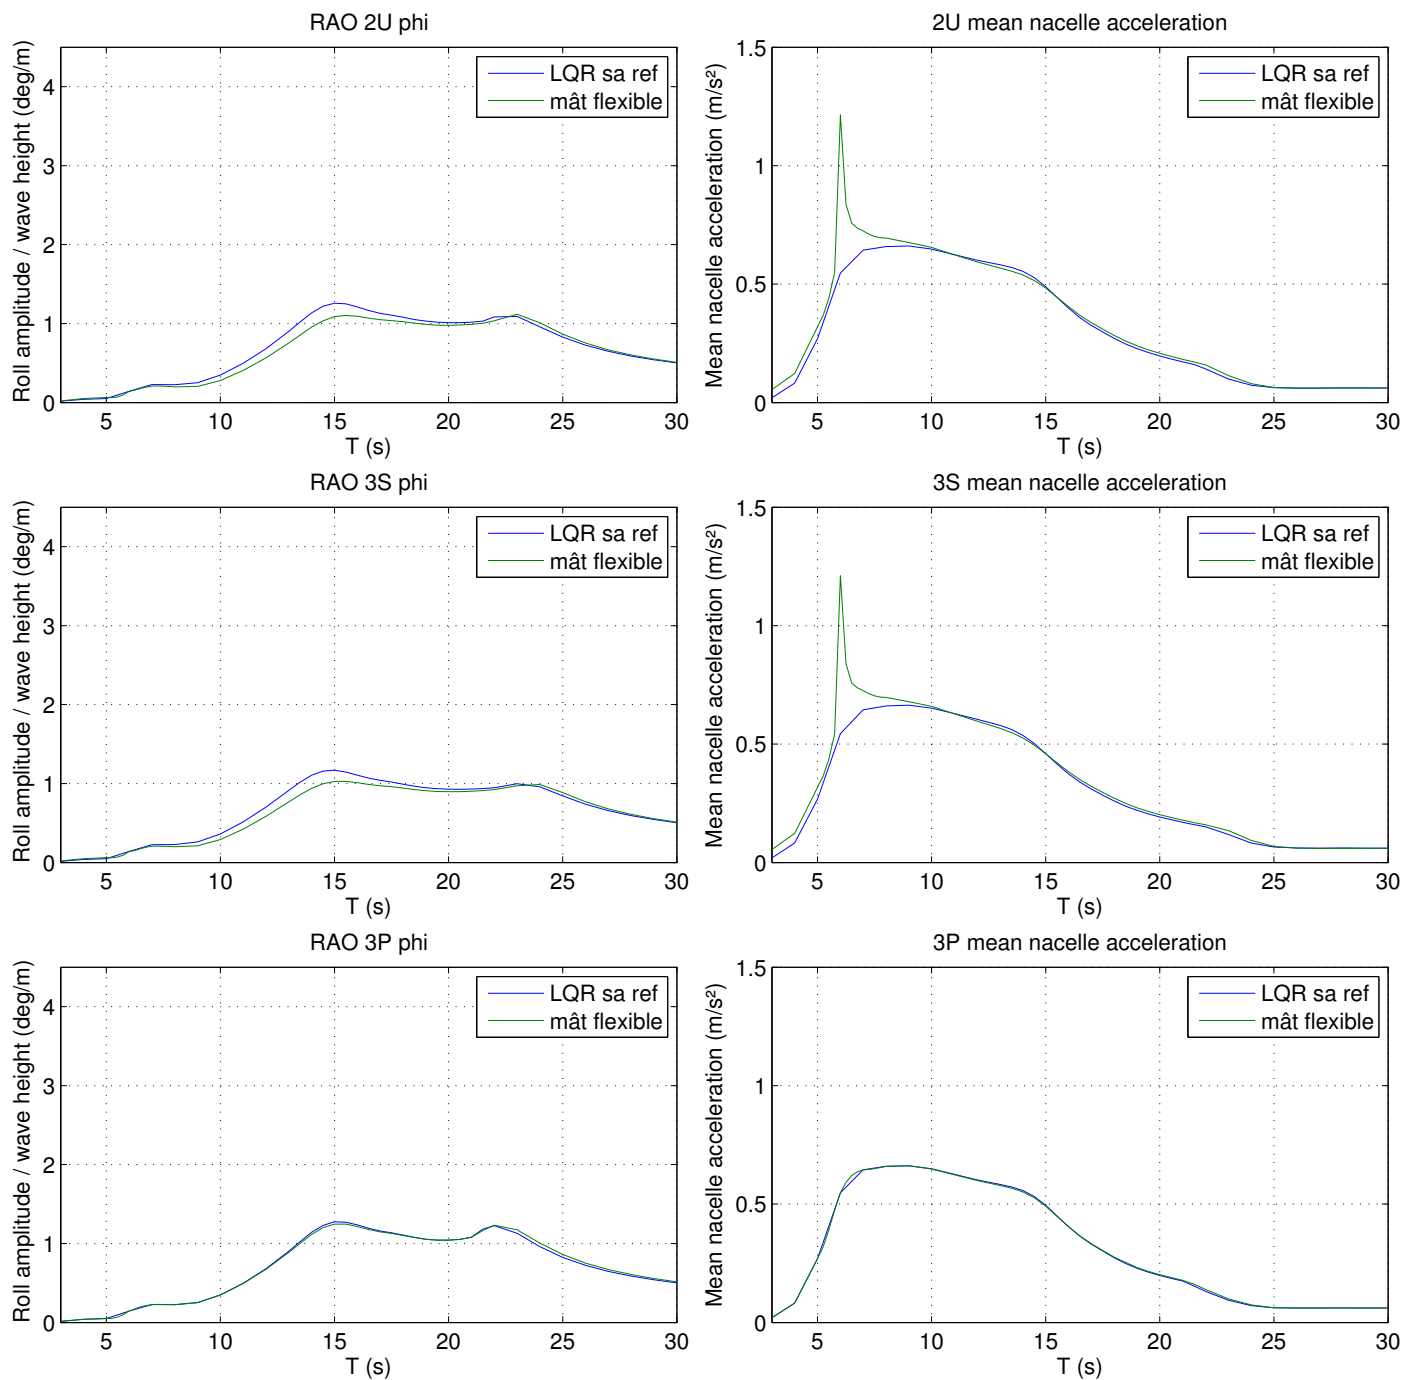 RAO 2U phi
Roll amplitude / wave height (deg/m)
4
3
2
1
0
LQR sa ref
mât flexible
5 10 15 20 25 30
T (s)
2U mean nacelle acceleration
Mean nacelle acceleration (m/s²)
1.5
1
0.5
0
LQR sa ref
mât flexible
5 10 15 20 25 30
T (s)
RAO 3S phi
Roll amplitude / wave height (deg/m)
4
3
2
1
0
LQR sa ref
mât flexible
5 10 15 20 25 30
T (s)
3S mean nacelle acceleration
Mean nacelle acceleration (m/s²)
1.5
1
0.5
0
LQR sa ref
mât flexible
5 10 15 20 25 30
T (s)
RAO 3P phi
Roll amplitude / wave height (deg/m)
4
3
2
1
0
LQR sa ref
mât flexible
5 10 15 20 25 30
T (s)
3P mean nacelle acceleration
Mean nacelle acceleration (m/s²)
1.5
1
0.5
0
LQR sa ref
mât flexible
5 10 15 20 25 30
T (s)